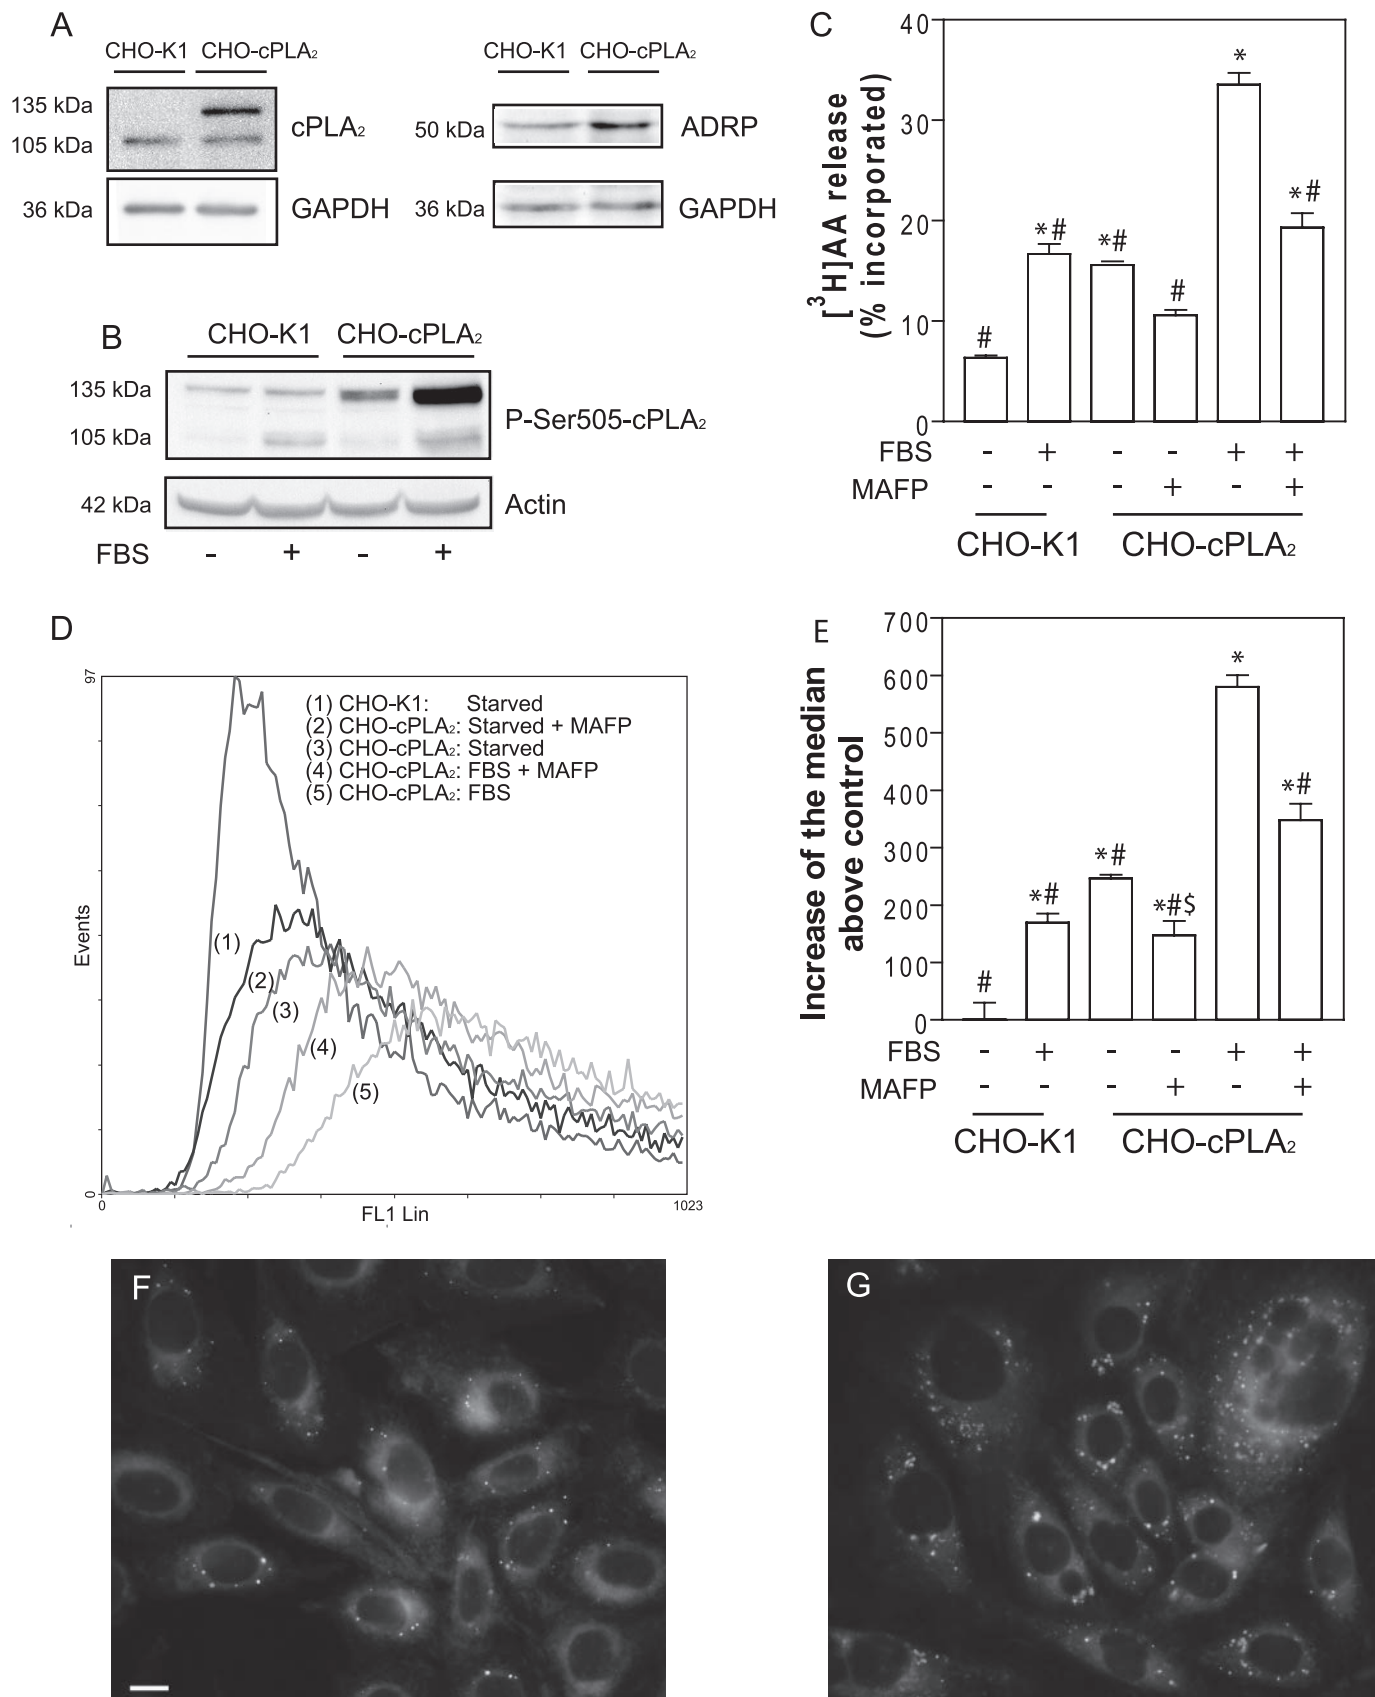 A
CHO-K1 CHO-cPLA2
135 kDa
105 kDa
cPLA2
36 kDa
GAPDH
CHO-K1 CHO-cPLA2
50 kDa
ADRP
36 kDa
GAPDH
B
CHO-K1 CHO-cPLA2
135 kDa
105 kDa
P-Ser505-cPLA2
42 kDa
Actin
FBS - + - +
C
[3H]AA release
(% incorporated)
40
30
20
10
0
#
*#
*#
#
*
*#
FBS - + - - + +
MAFP - - - + - +
CHO-K1 CHO-cPLA2
D
97
Events
0
0
FL1 Lin
1023
(1) CHO-K1: Starved
(2) CHO-cPLA2: Starved + MAFP
(3) CHO-cPLA2: Starved
(4) CHO-cPLA2: FBS + MAFP
(5) CHO-cPLA2: FBS
(1)
(2)
(3)
(4)
(5)
E
Increase of the median
above control
700
600
500
400
300
200
100
0
#
*#
*#
*#$
*
*#
FBS - + - - + +
MAFP - - - + - +
CHO-K1 CHO-cPLA2
F
G